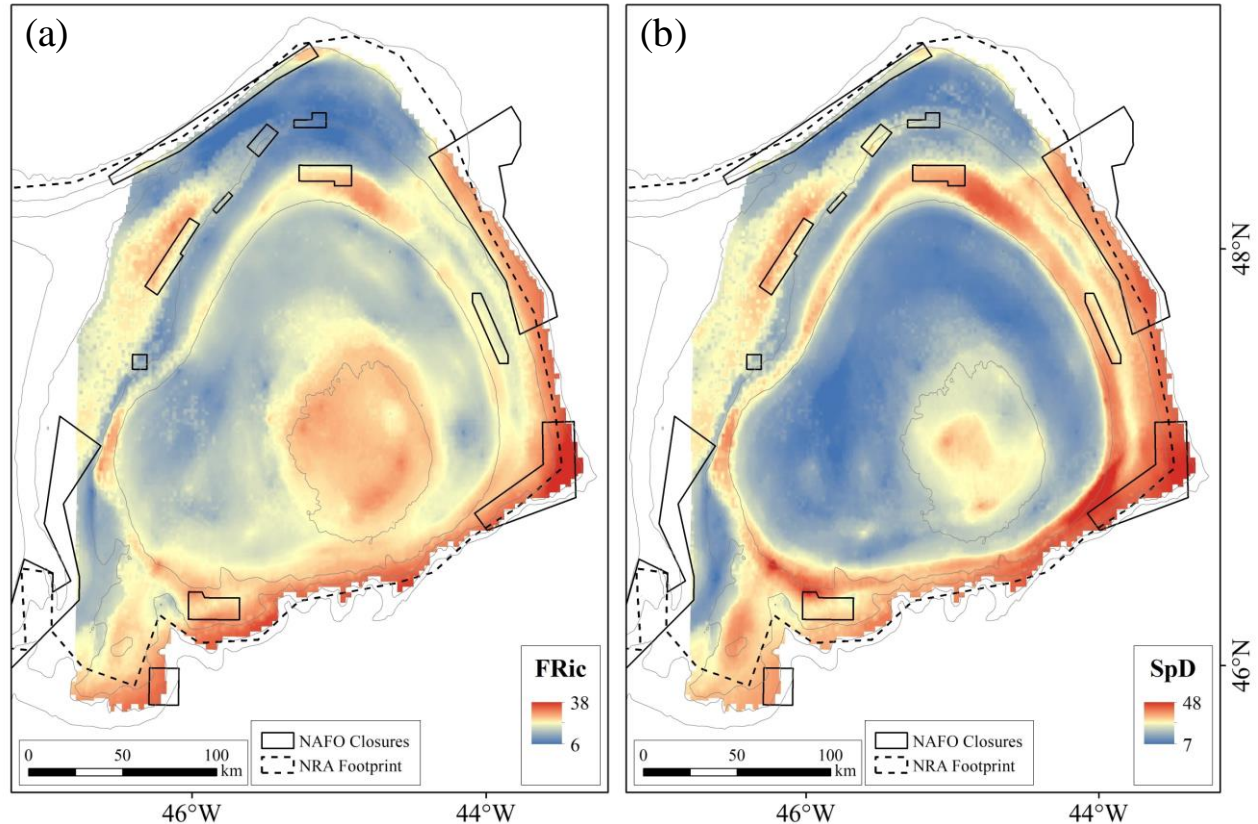 (a)
FRic
38
6
NAFO Closures
NRA Footprint
0 50 100
km
46°W 44°W
(b)
SpD
48
7
NAFO Closures
NRA Footprint
0 50 100
km
46°W 44°W
48°N
46°N